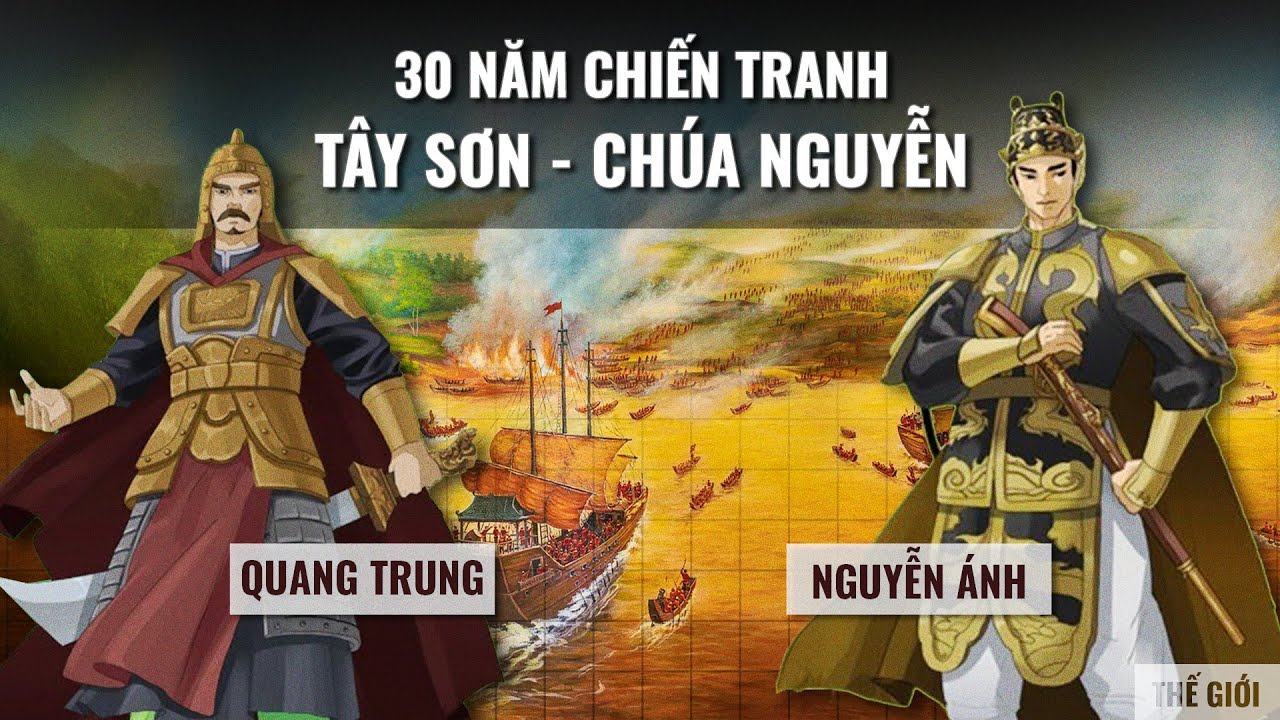 30 NĂM CHIẾN TRANH
TÂY SƠN - CHÚA NGUYỄN
QUANG TRUNG
NGUYỄN ÁNH
THẾ GIỚI